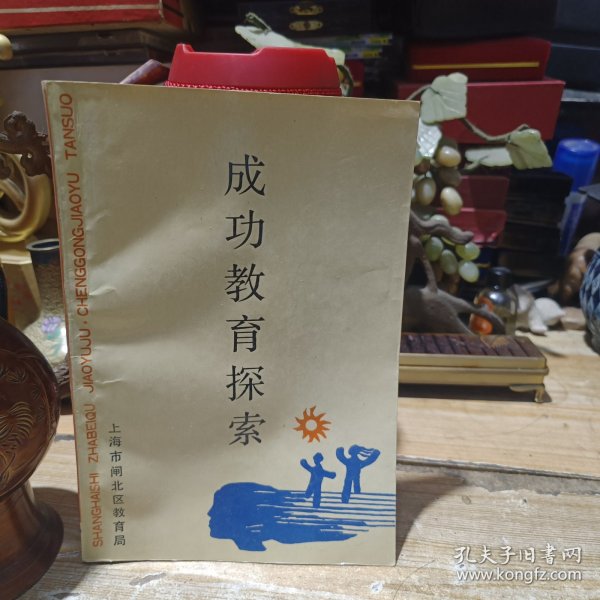 成功教育探索
上海市闸北区教育局
SHANGHAISHI ZHABEIQU JIAOYUJU·CHENGGONGJIAOYU TANSUO
孔夫子旧书网
www.kongfz.com